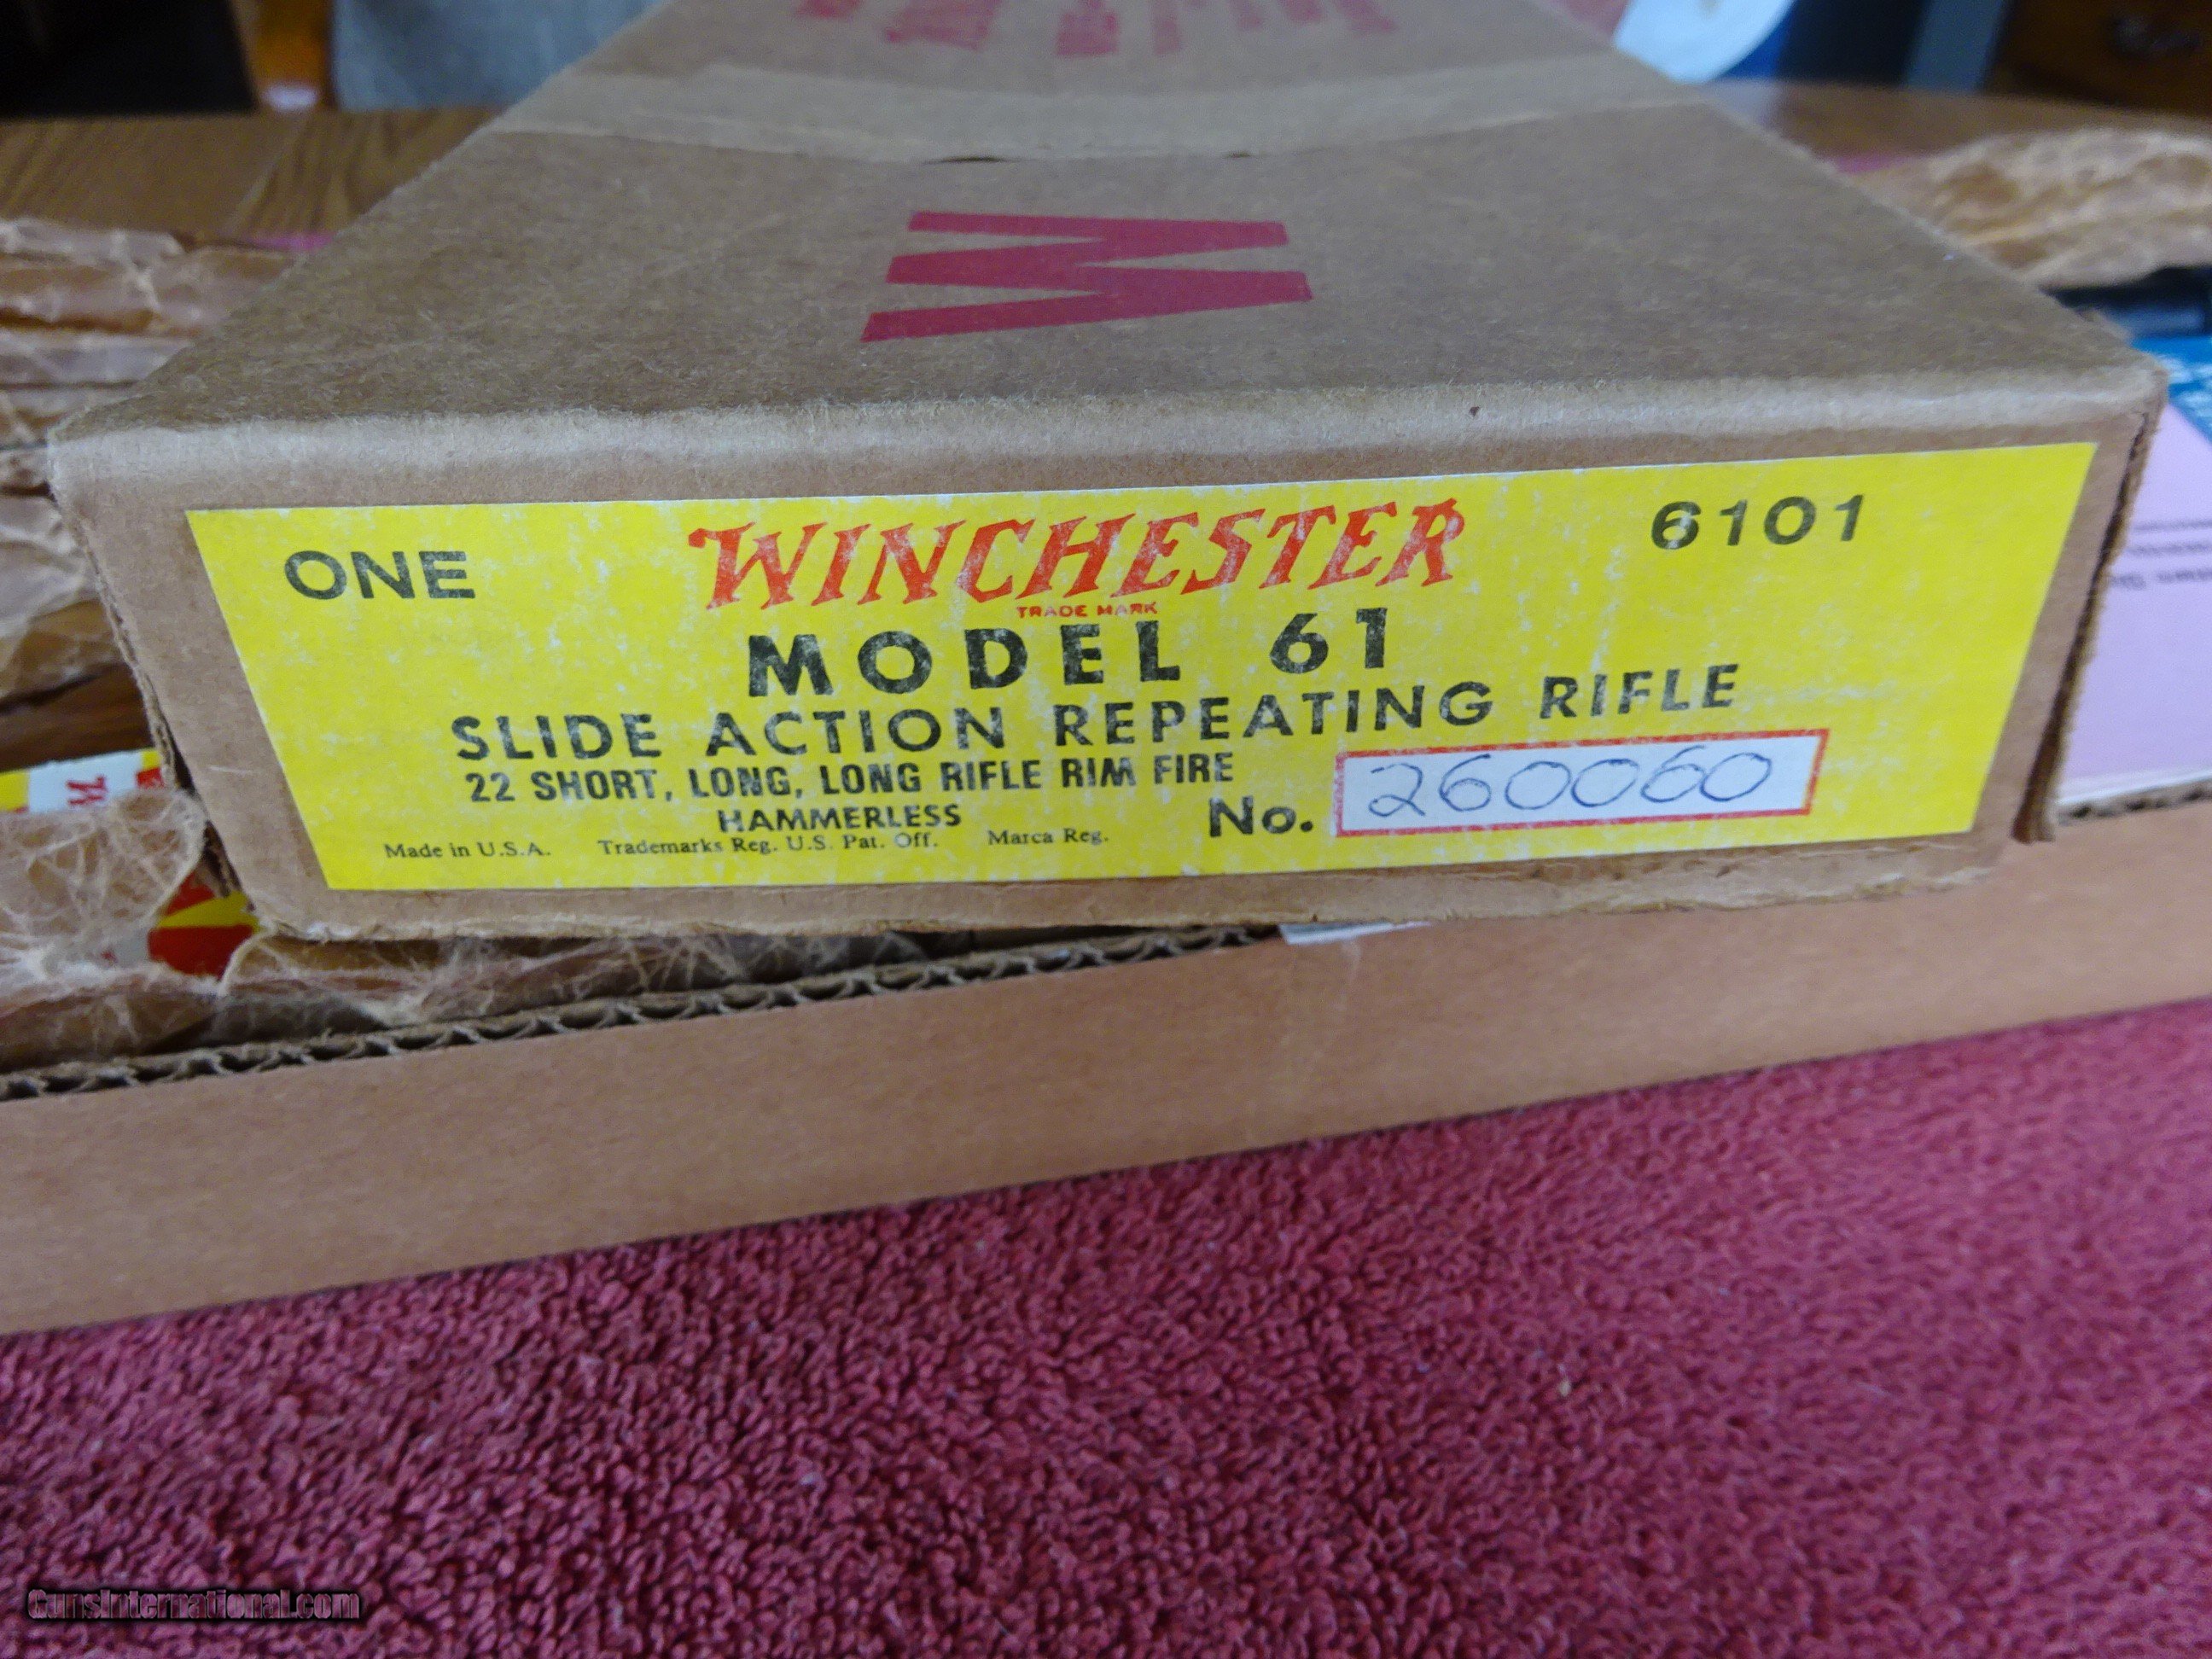 W
ONE WINCHESTER 6101
TRADE MARK
MODEL 61
SLIDE ACTION REPEATING RIFLE
22 SHORT, LONG, LONG RIFLE RIM FIRE
HAMMERLESS No. 260060
Made in U.S.A. Trademarks Reg. U.S. Pat. Off. Marca Reg.
GunsInternational.com